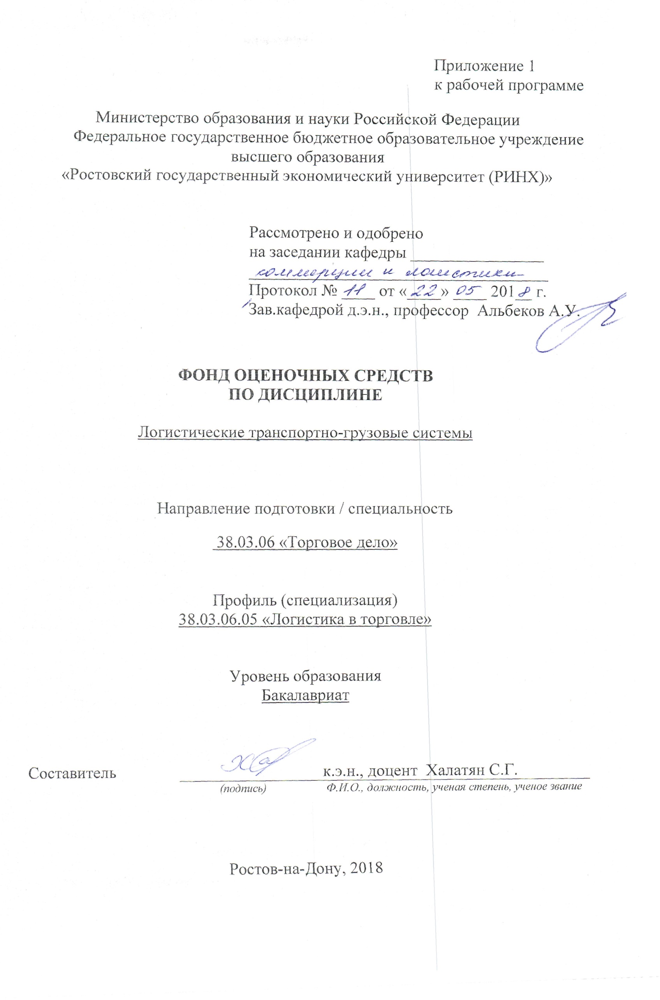 Приложение 1
к рабочей программе
Министерство образования и науки Российской Федерации
Федеральное государственное бюджетное образовательное учреждение
высшего образования
«Ростовский государственный экономический университет (РИНХ)»
Рассмотрено и одобрено
на заседании кафедры
коммерции и логистики
Протокол № 11 от «22» 05 2018 г.
Зав.кафедрой д.э.н., профессор Альбеков А.У.
ФОНД ОЦЕНОЧНЫХ СРЕДСТВ
ПО ДИСЦИПЛИНЕ
Логистические транспортно-грузовые системы
Направление подготовки / специальность
38.03.06 «Торговое дело»
Профиль (специализация)
38.03.06.05 «Логистика в торговле»
Уровень образования
Бакалавриат
Составитель к.э.н., доцент Халатян С.Г.
(подпись) Ф.И.О., должность, ученая степень, ученое звание
Ростов-на-Дону, 2018